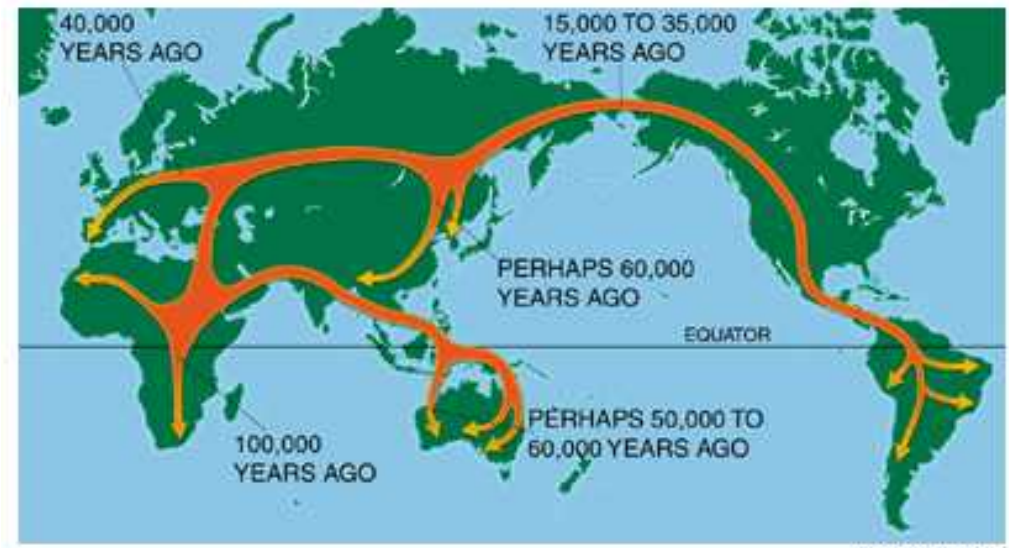 40,000
YEARS AGO
15,000 TO 35,000
YEARS AGO
PERHAPS 60,000
YEARS AGO
EQUATOR
PERHAPS 50,000 TO
60,000 YEARS AGO
100,000
YEARS AGO